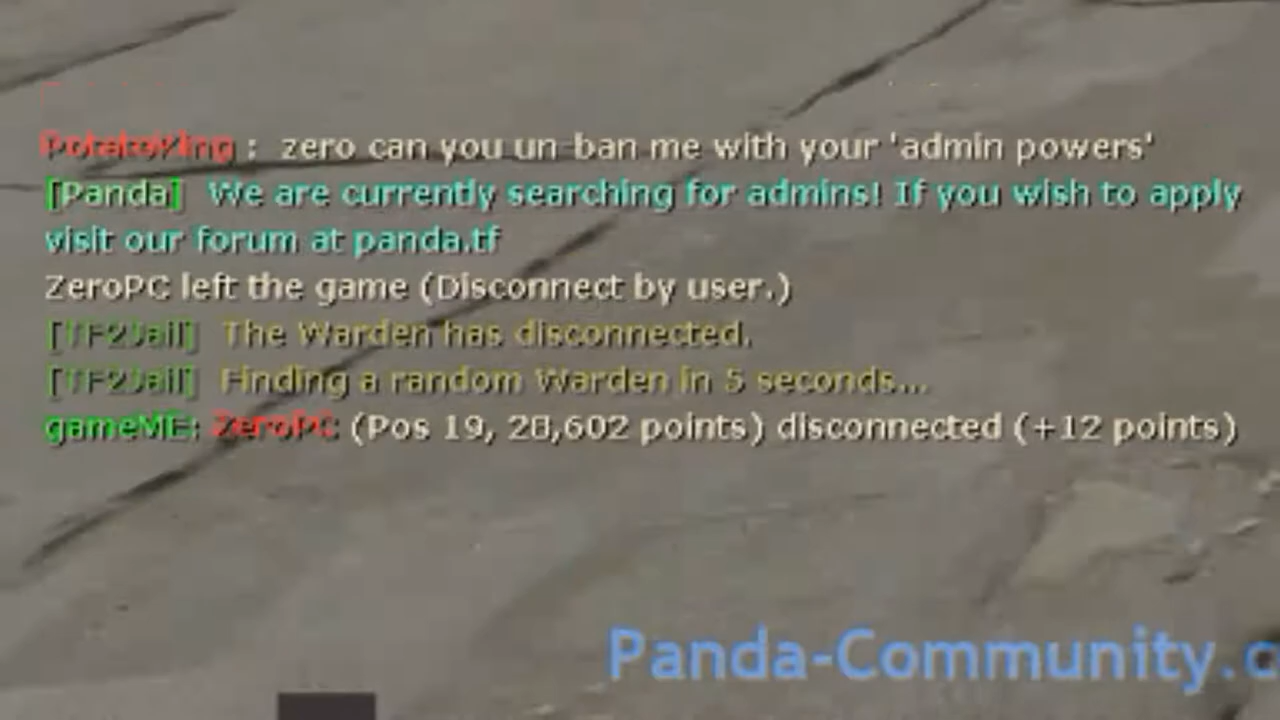 PotatoKing :  zero can you un-ban me with your 'admin powers'
[Panda]  We are currently searching for admins! If you wish to apply
visit our forum at panda.tf
ZeroPC left the game (Disconnect by user.)
[TF2Jail]  The Warden has disconnected.
[TF2Jail]  Finding a random Warden in 5 seconds...
gameME: ZeroPC (Pos 19, 28,602 points) disconnected (+12 points)
Panda-Community.c